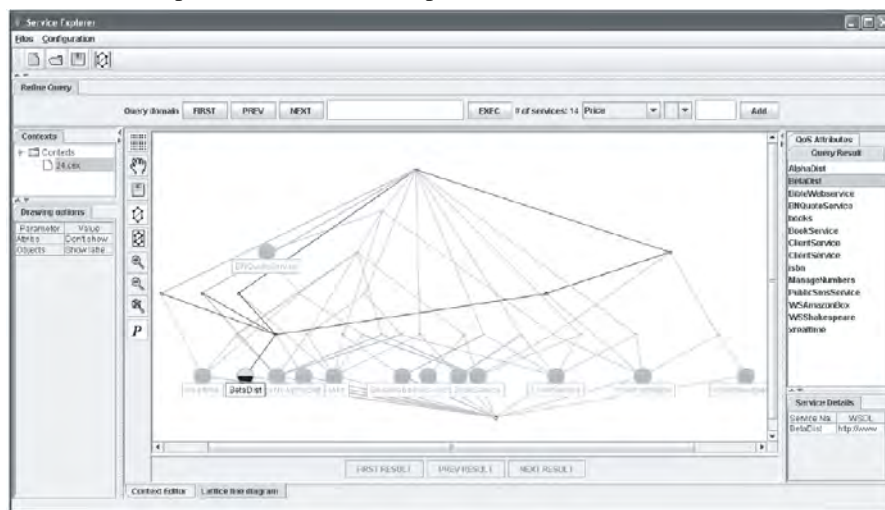 Service Explorer
Files Configuration
Refine Query
Query domain FIRST PREV NEXT EXEC # of services: 14 Price Add
Contexts
Contexts
24.cex
Drawing options
Parameter Value
Attribs Don't show
Objects Show labe...
P
BNQuoteService
BetaDist
QoS Attributes
Query Result
AlphaDist
BetaDist
BibleWebservice
BNQuoteService
books
BookService
ClientService
ClientService
isbn
ManageNumbers
PublicSmsService
WSAmazonBox
WSShakespeare
xrealtime
Service Details
Service Na. WSDL
BetaDist http://www
FIRST RESULT PREV RESULT NEXT RESULT
Context Editor Lattice line diagram